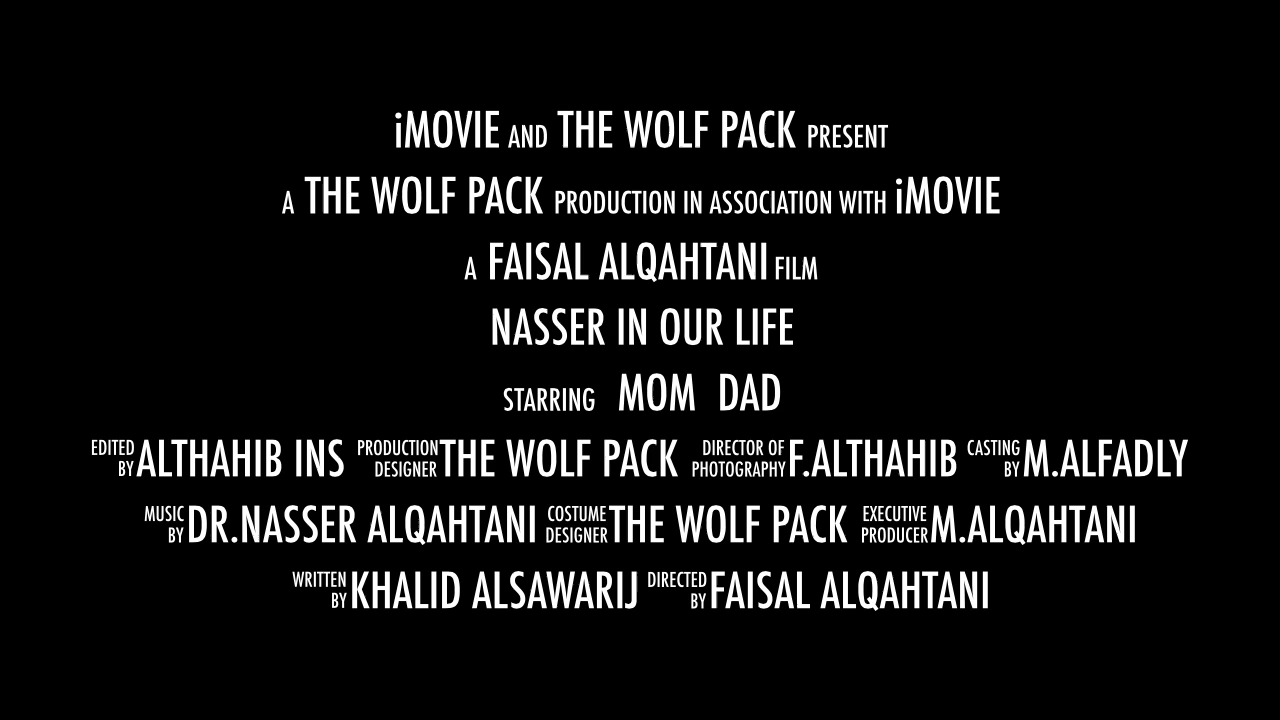 iMOVIE AND THE WOLF PACK PRESENT
A THE WOLF PACK PRODUCTION IN ASSOCIATION WITH iMOVIE
A FAISAL ALQAHTANI FILM
NASSER IN OUR LIFE
STARRING MOM DAD
EDITED BY ALTHAHIB INS PRODUCTION DESIGNER THE WOLF PACK DIRECTOR OF PHOTOGRAPHY F.ALTHAHIB CASTING BY M.ALFADLY
MUSIC BY DR.NASSER ALQAHTANI COSTUME DESIGNER THE WOLF PACK EXECUTIVE PRODUCER M.ALQAHTANI
WRITTEN BY KHALID ALSAWARIJ DIRECTED BY FAISAL ALQAHTANI